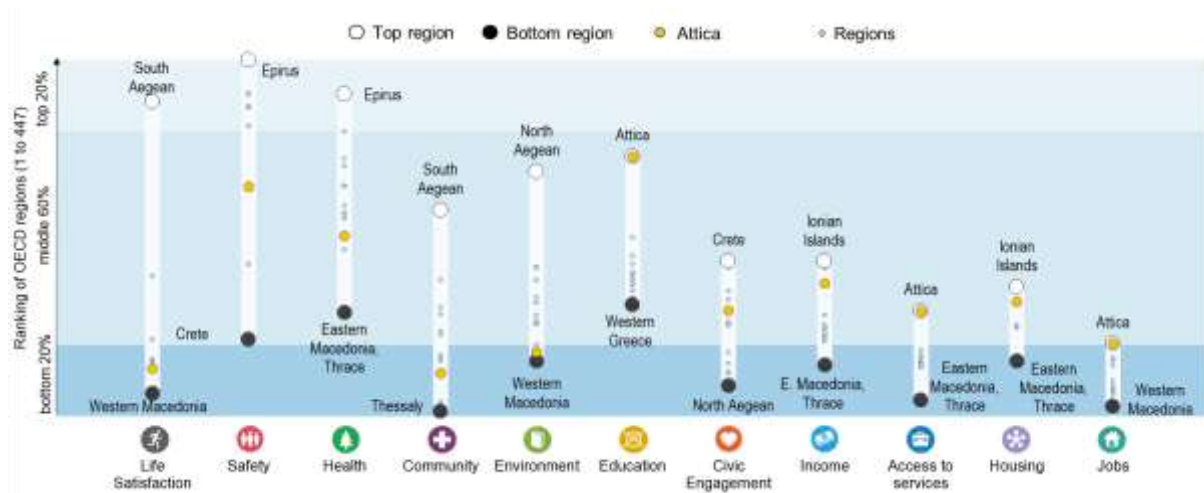 Top region
Bottom region
Attica
Regions
Ranking of OECD regions (1 to 447)
top 20%
middle 60%
bottom 20%
South
Aegean
Western Macedonia
Epirus
Crete
Epirus
Eastern
Macedonia,
Thrace
South
Aegean
Thessaly
North
Aegean
Western
Macedonia
Attica
Western
Greece
Crete
North Aegean
Ionian
Islands
E. Macedonia,
Thrace
Attica
Eastern
Macedonia,
Thrace
Ionian
Islands
Eastern
Macedonia,
Thrace
Attica
Western
Macedonia
Life
Satisfaction
Safety
Health
Community
Environment
Education
Civic
Engagement
Income
Access to
services
Housing
Jobs